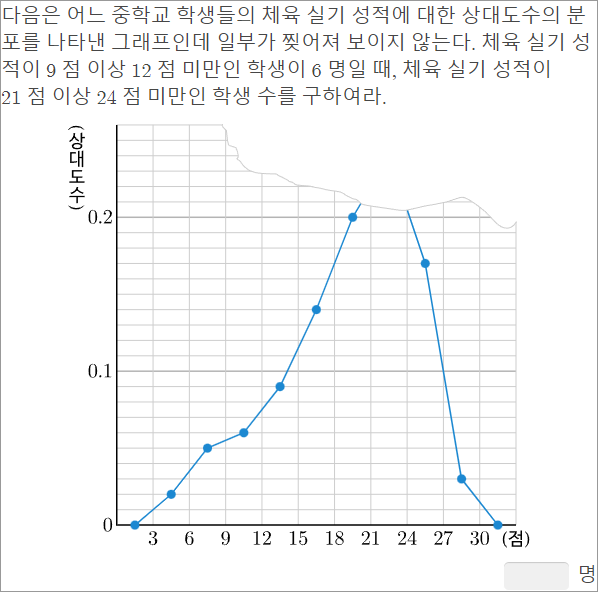 다음은 어느 중학교 학생들의 체육 실기 성적에 대한 상대도수의 분
포를 나타낸 그래프인데 일부가 찢어져 보이지 않는다. 체육 실기 성
적이 9 점 이상 12 점 미만인 학생이 6 명일 때, 체육 실기 성적이
21 점 이상 24 점 미만인 학생 수를 구하여라.
(상대도수)
0.2
0.1
0
3 6 9 12 15 18 21 24 27 30 (점)
명